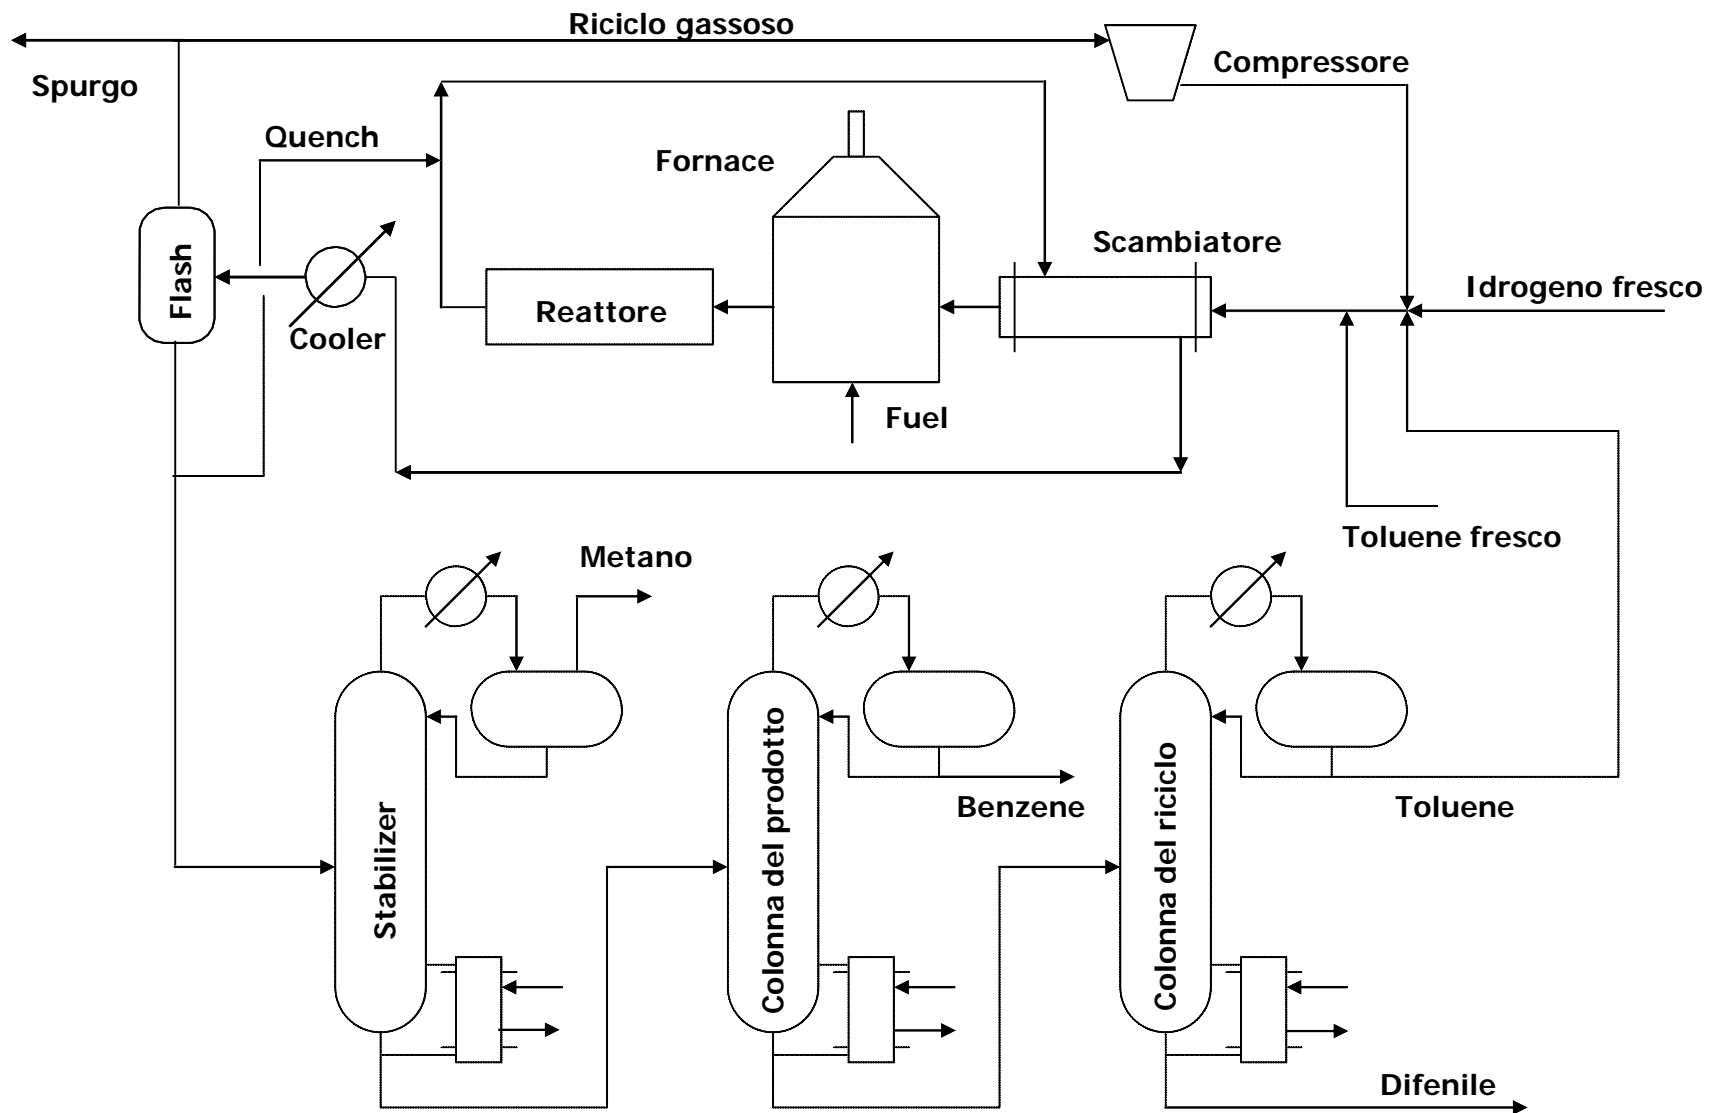 Riciclo gassoso
Spurgo
Compressore
Quench
Fornace
Flash
Scambiatore
Idrogeno fresco
Reattore
Cooler
Fuel
Toluene fresco
Metano
Stabilizer
Colonna del prodotto
Benzene
Colonna del riciclo
Toluene
Difenile